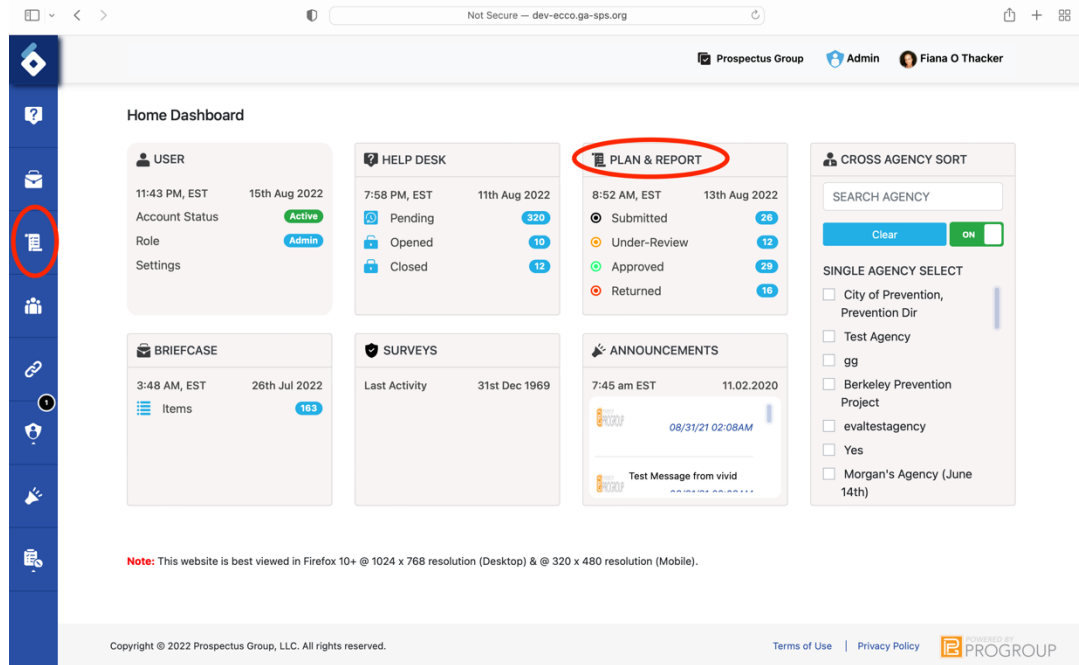 Not Secure — dev-ecco.ga-sps.org
Prospectus Group
Admin
Fiana O Thacker
Home Dashboard
USER
11:43 PM, EST 15th Aug 2022
Account Status Active
Role Admin
Settings
HELP DESK
7:58 PM, EST 11th Aug 2022
Pending 320
Opened 10
Closed 12
PLAN & REPORT
8:52 AM, EST 13th Aug 2022
Submitted 26
Under-Review 12
Approved 29
Returned 16
CROSS AGENCY SORT
SEARCH AGENCY
Clear ON
SINGLE AGENCY SELECT
City of Prevention,
Prevention Dir
Test Agency
gg
Berkeley Prevention
Project
evaltestagency
Yes
Morgan's Agency (June
14th)
BRIEFCASE
3:48 AM, EST 26th Jul 2022
Items 163
SURVEYS
Last Activity 31st Dec 1969
ANNOUNCEMENTS
7:45 am EST 11.02.2020
PROGROUP
08/31/21 02:08AM
Test Message from vivid
PROGROUP
1
Note: This website is best viewed in Firefox 10+ @ 1024 x 768 resolution (Desktop) & @ 320 x 480 resolution (Mobile).
Copyright © 2022 Prospectus Group, LLC. All rights reserved.
Terms of Use | Privacy Policy
POWERED BY
PROGROUP